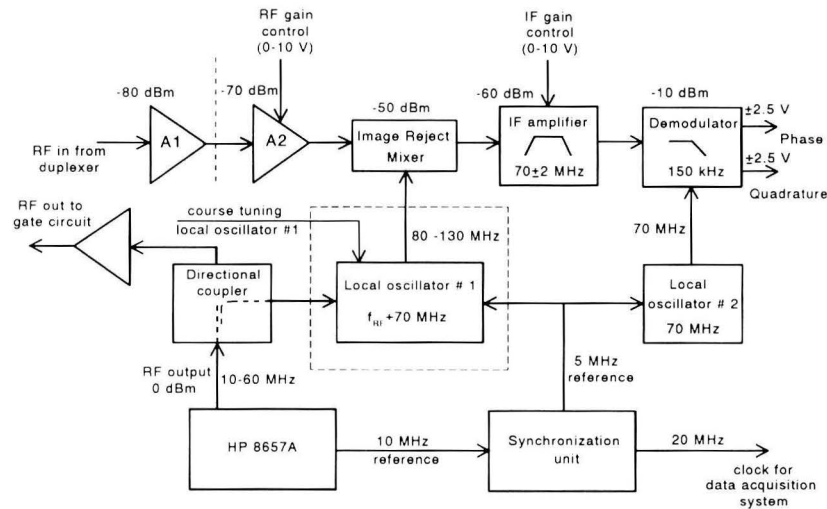 RF gain
control
(0-10 V)
IF gain
control
(0-10 V)
-80 dBm
-70 dBm
-50 dBm
-60 dBm
-10 dBm
A1
A2
Image Reject
Mixer
IF amplifier
70±2 MHz
Demodulator
150 kHz
±2.5 V
Phase
±2.5 V
Quadrature
RF in from
duplexer
RF out to
gate circuit
course tuning
local oscillator #1
80 -130 MHz
70 MHz
Directional
coupler
Local oscillator # 1
fRF+70 MHz
Local
oscillator # 2
70 MHz
RF output
0 dBm
10-60 MHz
5 MHz
reference
HP 8657A
10 MHz
reference
Synchronization
unit
20 MHz
clock for
data acquisition
system